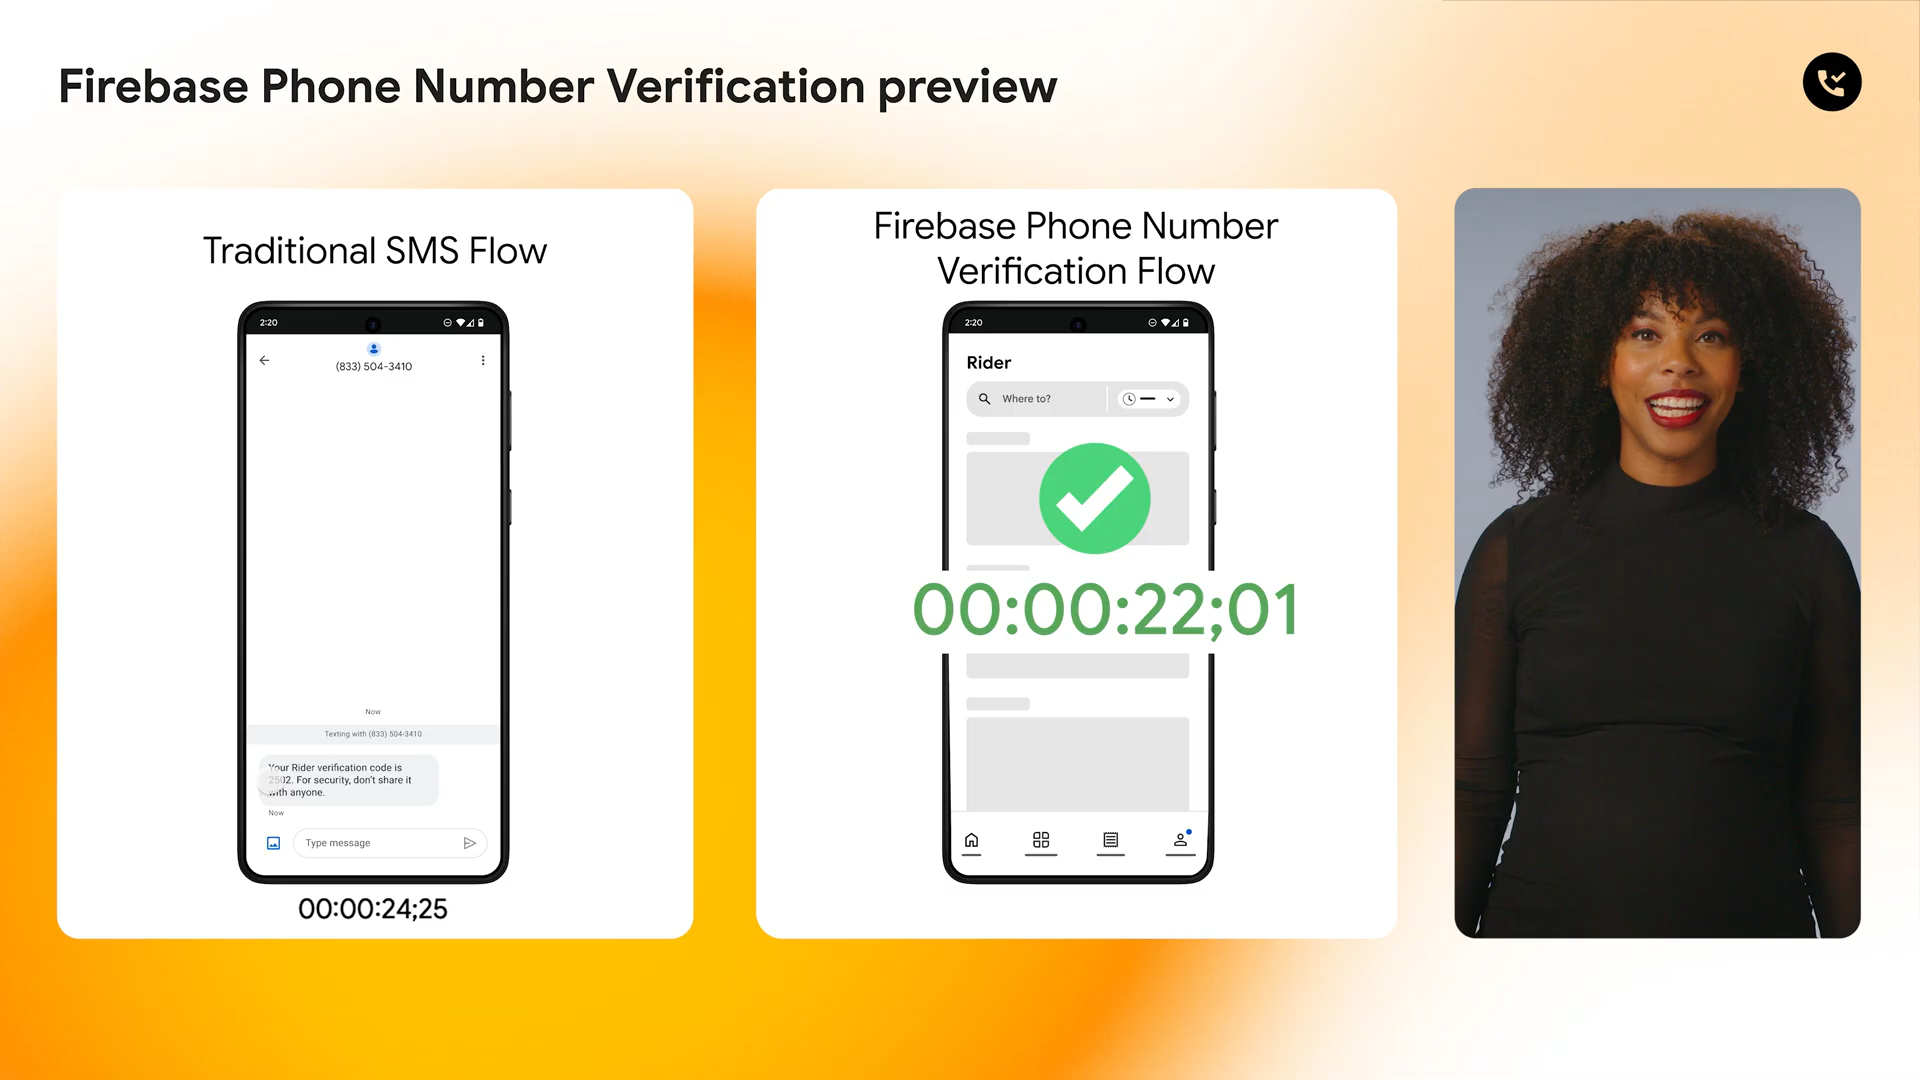 Firebase Phone Number Verification preview
Traditional SMS Flow
2:20
(833) 504-3410
Now
Texting with (833) 504-3410
Your Rider verification code is
2502. For security, don't share it
with anyone.
Now
Type message
00:00:24;25
Firebase Phone Number
Verification Flow
2:20
Rider
Where to?
00:00:22;01